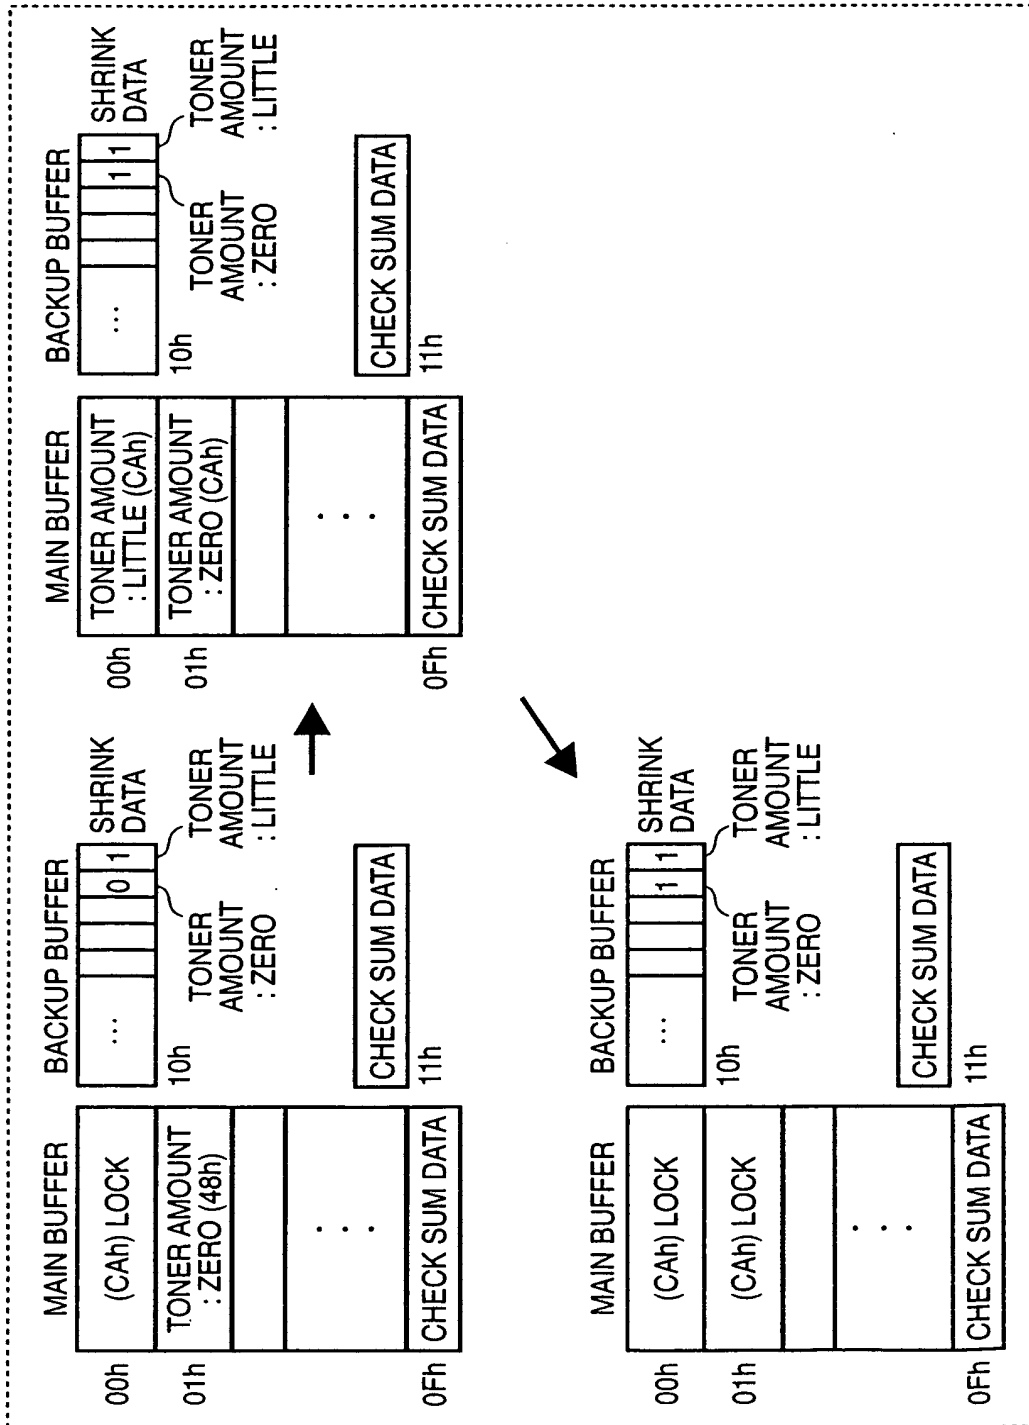 MAIN BUFFER
00h
(CAh) LOCK
01h
TONER AMOUNT
: ZERO (48h)
. . .
0Fh
CHECK SUM DATA
BACKUP BUFFER
...
0 1
SHRINK
DATA
10h
TONER
AMOUNT
: ZERO
TONER
AMOUNT
: LITTLE
CHECK SUM DATA
11h
MAIN BUFFER
00h
TONER AMOUNT
: LITTLE (CAh)
01h
TONER AMOUNT
: ZERO (CAh)
. . .
0Fh
CHECK SUM DATA
BACKUP BUFFER
...
1 1
SHRINK
DATA
10h
TONER
AMOUNT
: ZERO
TONER
AMOUNT
: LITTLE
CHECK SUM DATA
11h
MAIN BUFFER
00h
(CAh) LOCK
01h
(CAh) LOCK
. . .
0Fh
CHECK SUM DATA
BACKUP BUFFER
...
1 1
SHRINK
DATA
10h
TONER
AMOUNT
: ZERO
TONER
AMOUNT
: LITTLE
CHECK SUM DATA
11h